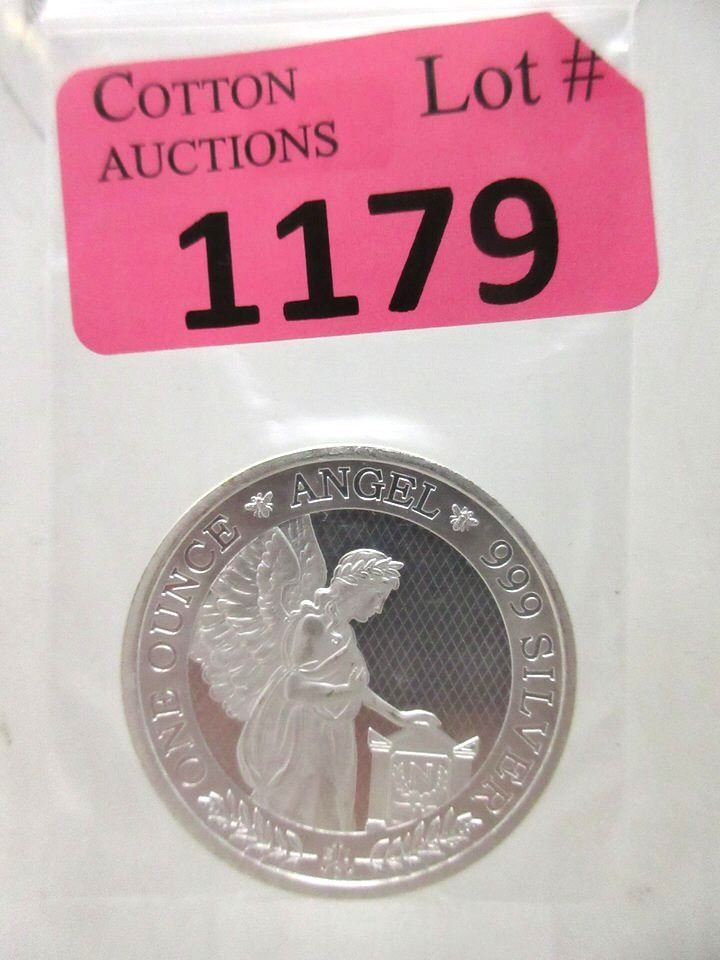 COTTON
AUCTIONS
Lot #
1179
ONE OUNCE ANGEL 999 SILVER
N